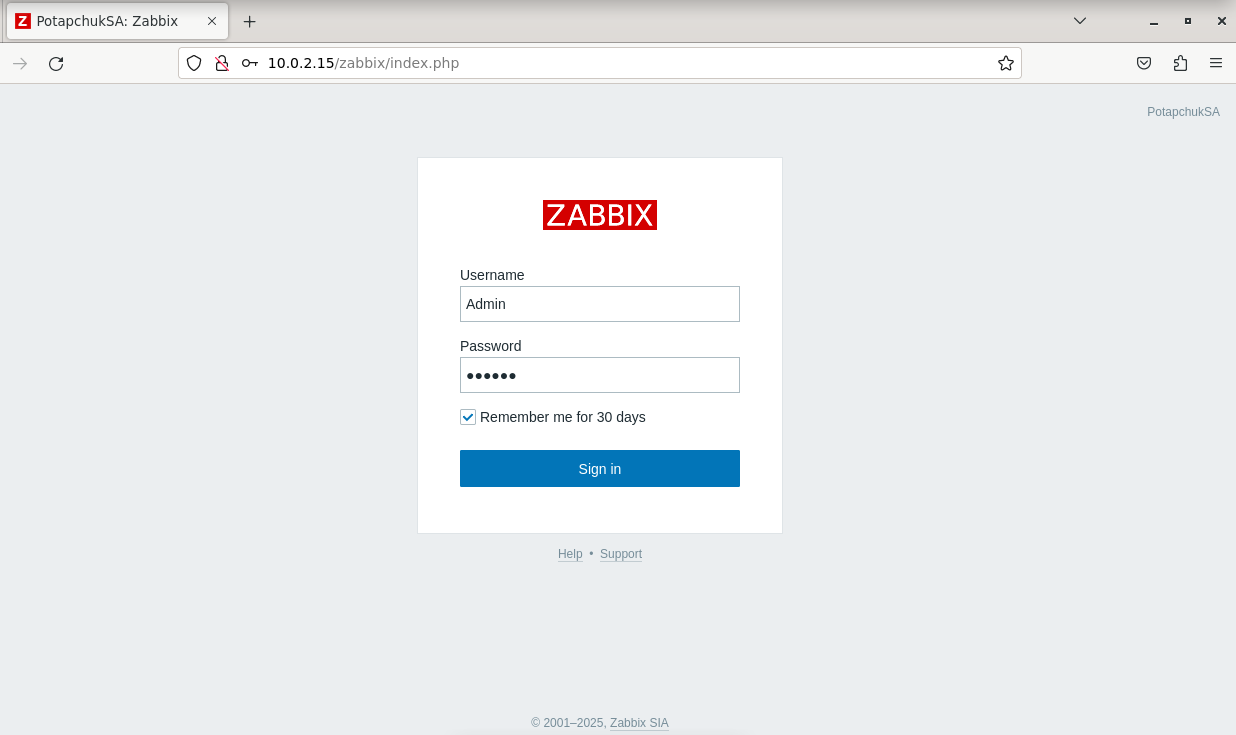 Z PotapchukSA: Zabbix
10.0.2.15/zabbix/index.php
PotapchukSA
ZABBIX
Username
Admin
Password
●●●●●●
Remember me for 30 days
Sign in
Help • Support
© 2001–2025, Zabbix SIA